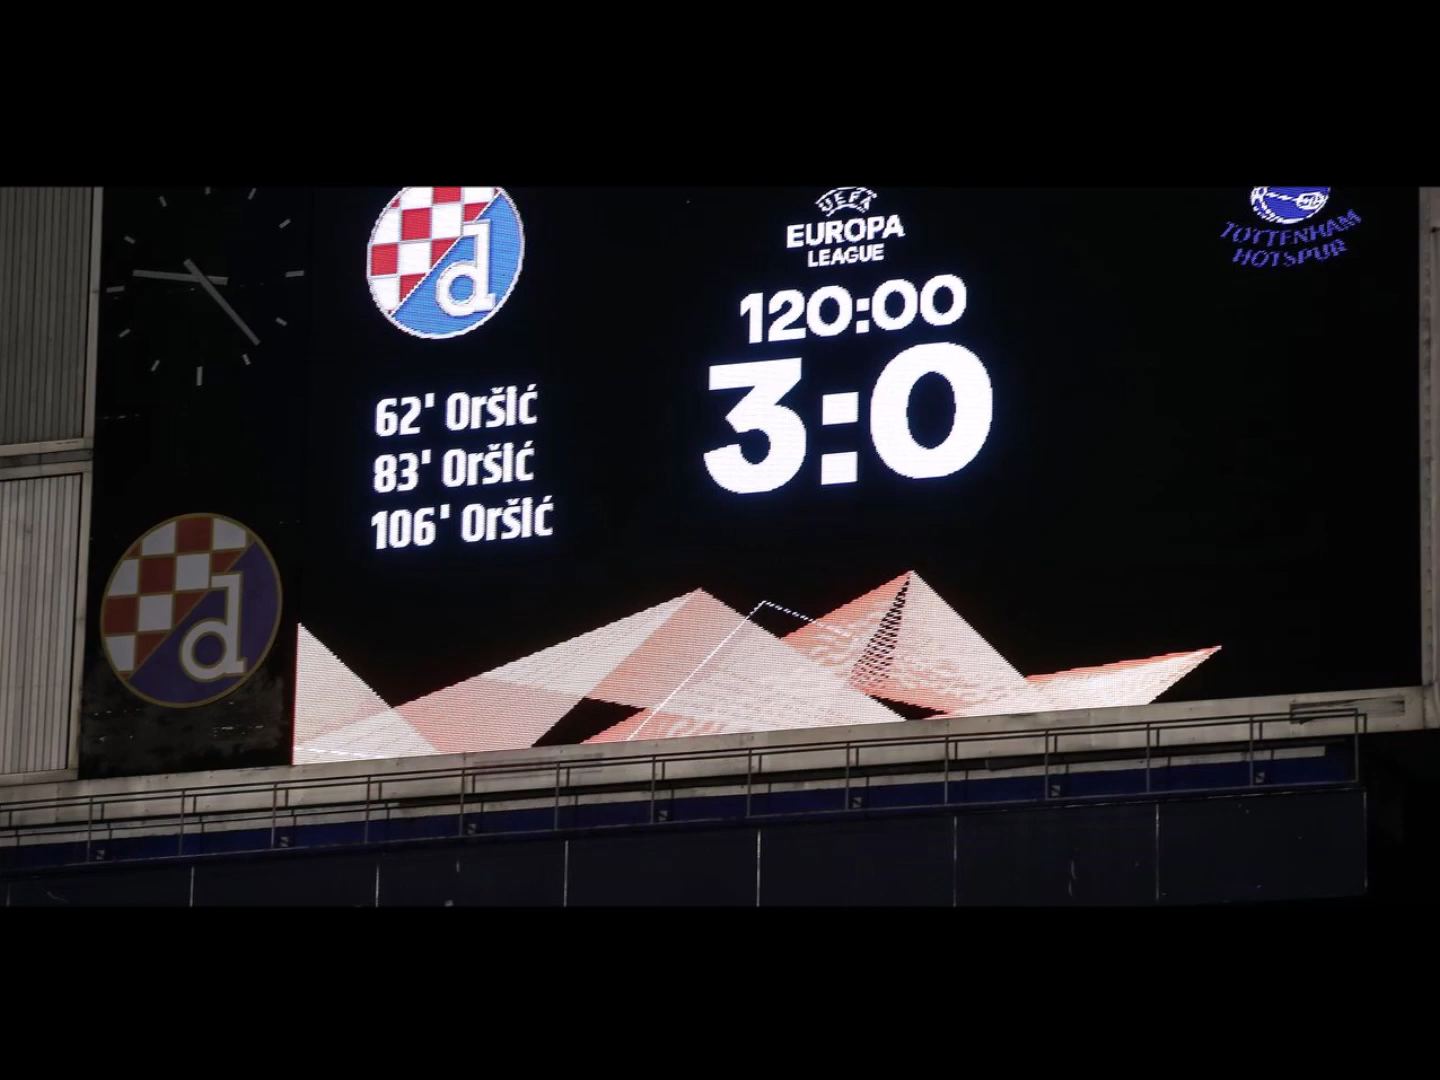 UEFA
EUROPA
LEAGUE
TOTTENHAM
HOTSPUR
120:00
3:0
62' Oršić
83' Oršić
106' Oršić
d
d